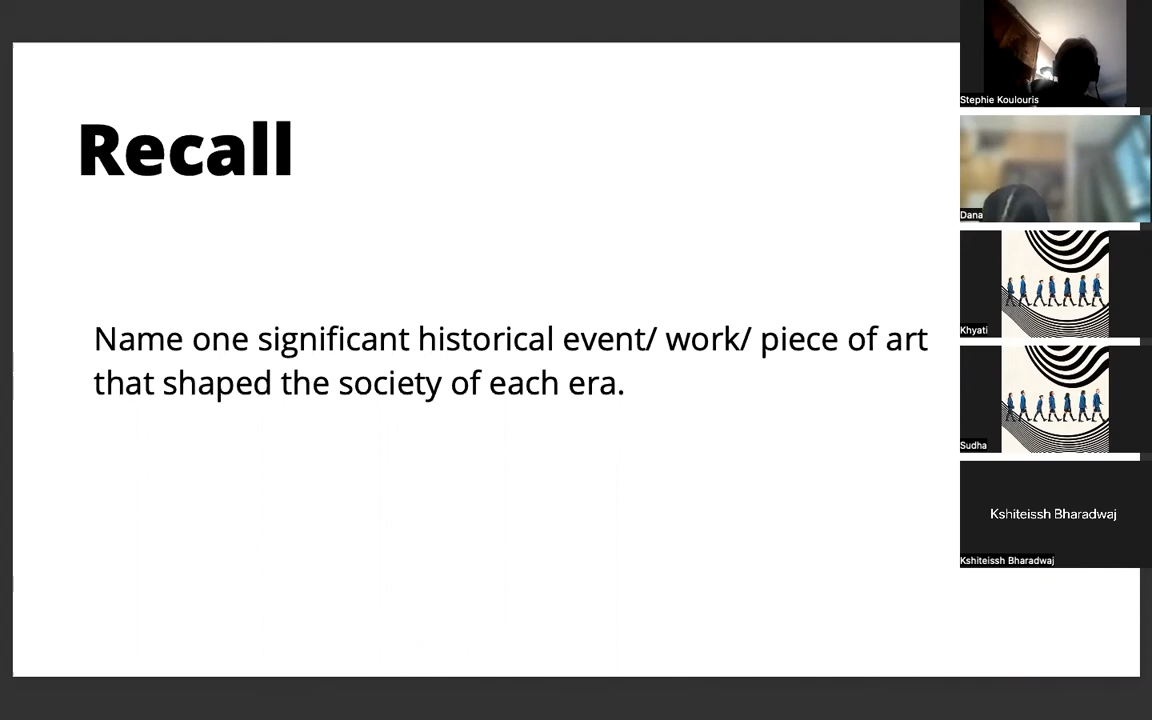 Recall
Name one significant historical event/ work/ piece of art
that shaped the society of each era.
Stephie Koulouris
Dana
Khyati
Sudha
Kshiteissh Bharadwaj
Kshiteissh Bharadwaj